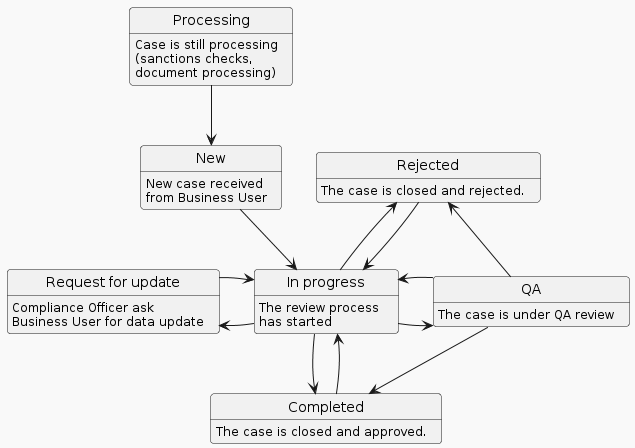 Processing
Case is still processing
(sanctions checks,
document processing)
New
New case received
from Business User
Rejected
The case is closed and rejected.
Request for update
Compliance Officer ask
Business User for data update
In progress
The review process
has started
QA
The case is under QA review
Completed
The case is closed and approved.